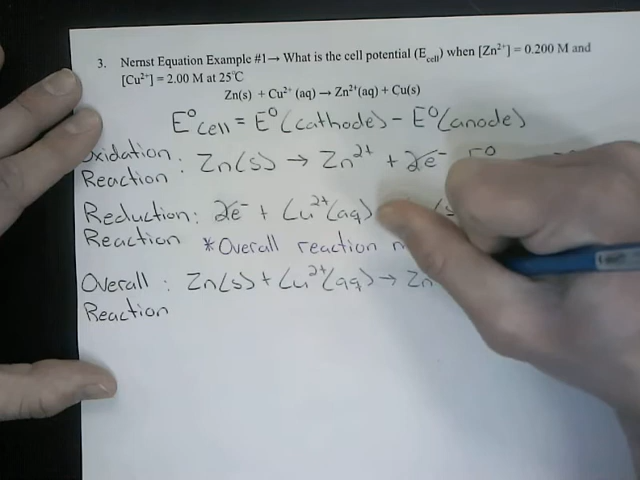 3. Nernst Equation Example #1→ What is the cell potential (E cell) when [Zn²⁺] = 0.200 M and
[Cu²⁺] = 2.00 M at 25°C
Zn(s) + Cu²⁺ (aq) → Zn²⁺(aq) + Cu(s)
E° cell = E° (cathode) - E° (anode)
Oxidation : Zn(s) → Zn²⁺ + 2e⁻ E°
Reaction :
Reduction: 2e⁻ + Cu²⁺(aq)
Reaction *Overall reaction
Overall : Zn(s) + Cu²⁺(aq) → Zn
Reaction